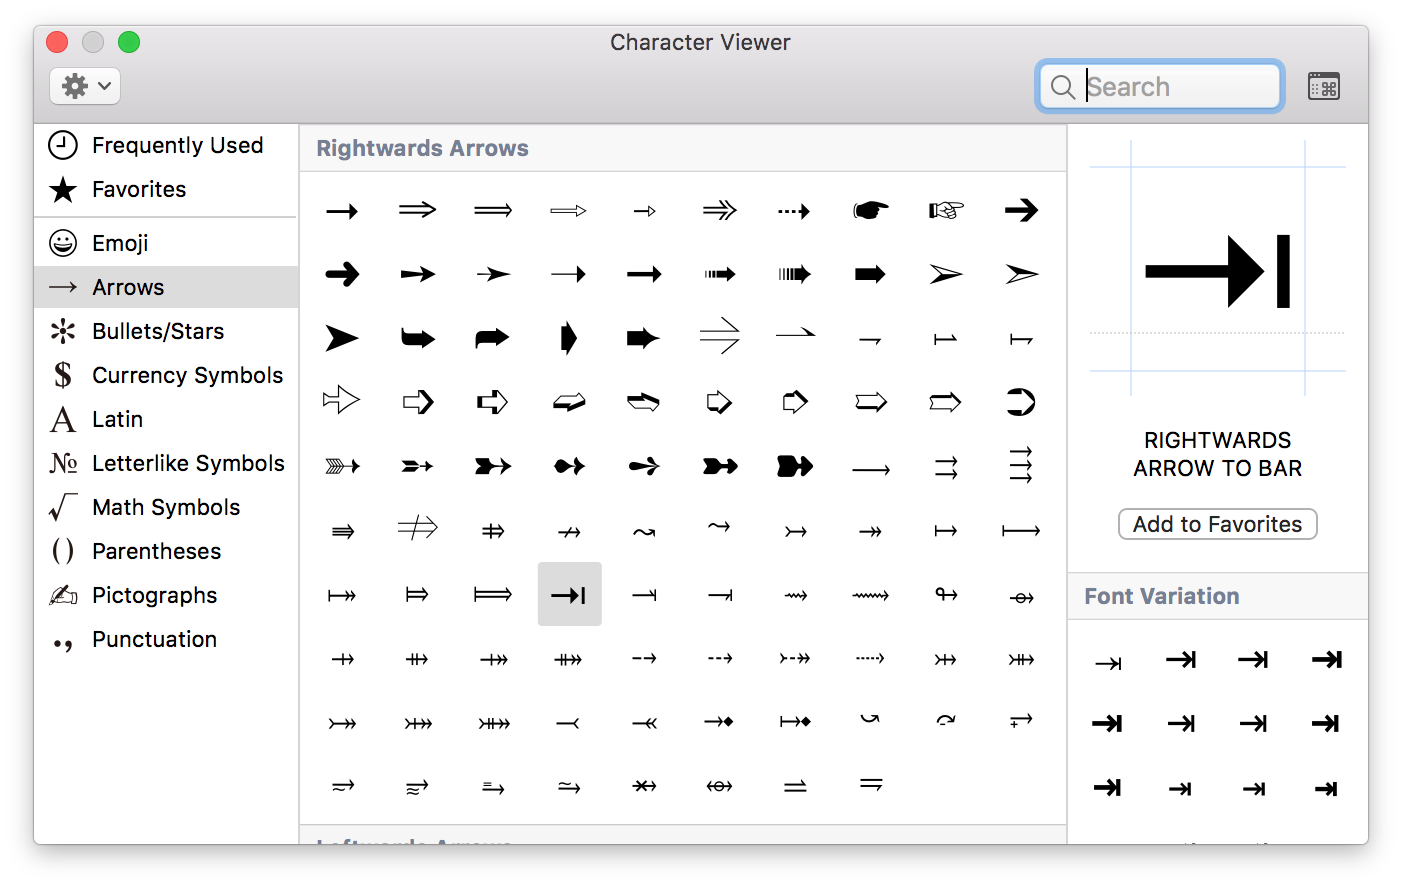 Character Viewer
Search
Frequently Used
Favorites
Emoji
Arrows
Bullets/Stars
$ Currency Symbols
A Latin
№ Letterlike Symbols
√ Math Symbols
() Parentheses
Pictographs
Punctuation
Rightwards Arrows
Leftwards Arrows
RIGHTWARDS
ARROW TO BAR
Add to Favorites
Font Variation